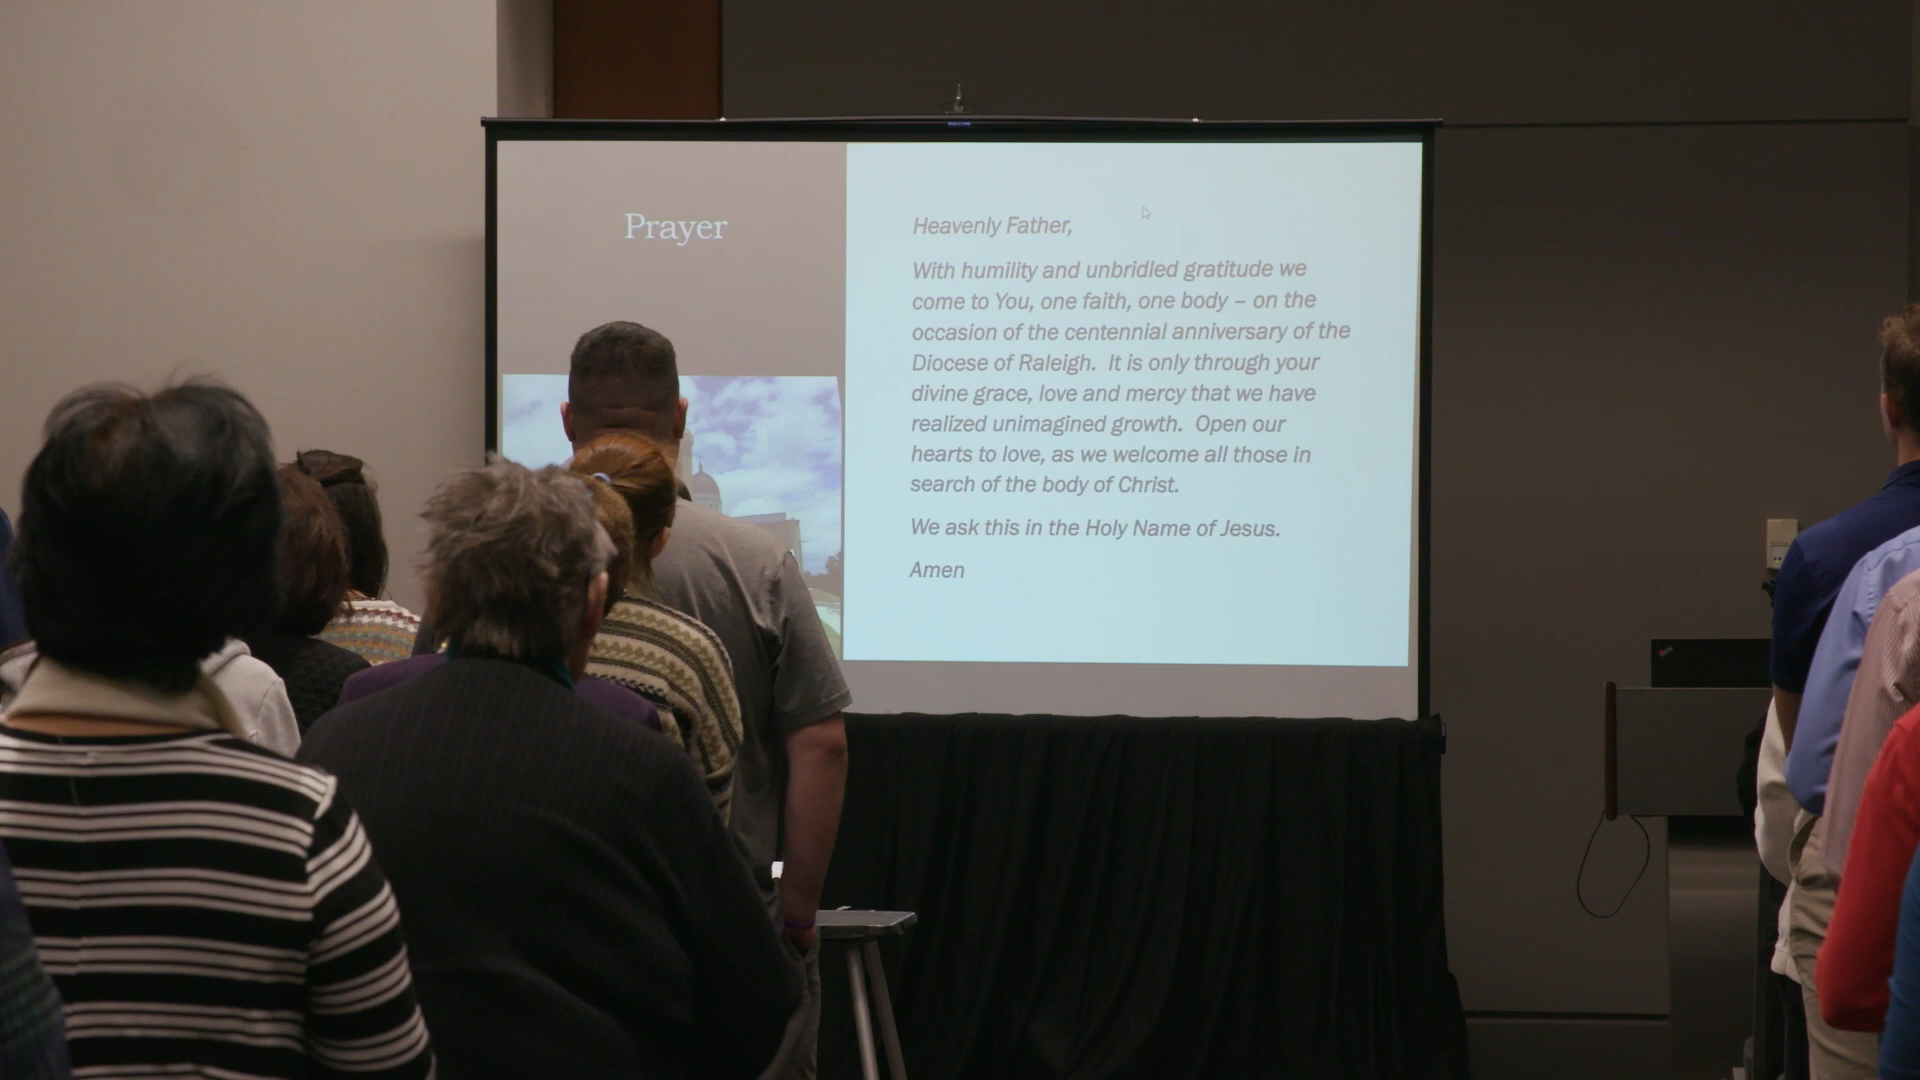 Prayer
Heavenly Father,
With humility and unbridled gratitude we
come to You, one faith, one body – on the
occasion of the centennial anniversary of the
Diocese of Raleigh. It is only through your
divine grace, love and mercy that we have
realized unimagined growth. Open our
hearts to love, as we welcome all those in
search of the body of Christ.
We ask this in the Holy Name of Jesus.
Amen